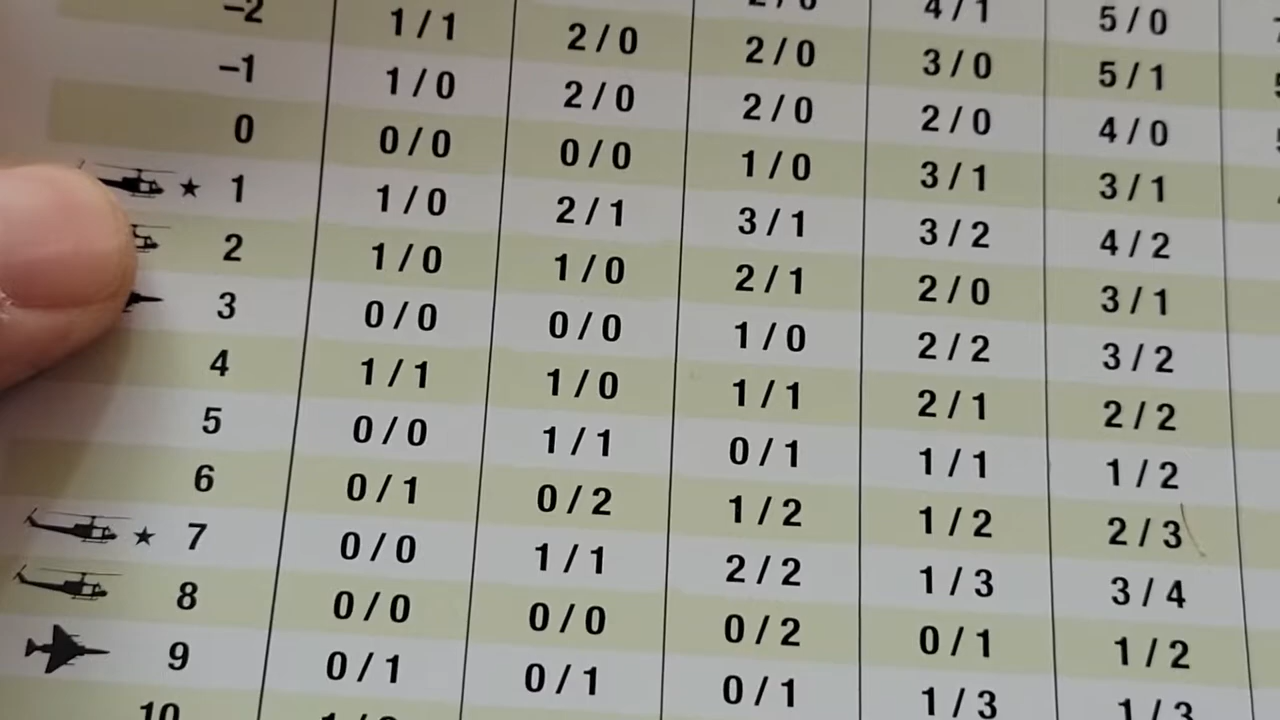 4 / 1 5 / 0
−2 1 / 1 2 / 0 2 / 0 3 / 0 5 / 1
−1 1 / 0 2 / 0 2 / 0 2 / 0 4 / 0
0 0 / 0 0 / 0 1 / 0 3 / 1 3 / 1
★ 1 1 / 0 2 / 1 3 / 1 3 / 2 4 / 2
2 1 / 0 1 / 0 2 / 1 2 / 0 3 / 1
3 0 / 0 0 / 0 1 / 0 2 / 2 3 / 2
4 1 / 1 1 / 0 1 / 1 2 / 1 2 / 2
5 0 / 0 1 / 1 0 / 1 1 / 1 1 / 2
6 0 / 1 0 / 2 1 / 2 1 / 2 2 / 3
★ 7 0 / 0 1 / 1 2 / 2 1 / 3 3 / 4
8 0 / 0 0 / 0 0 / 2 0 / 1 1 / 2
9 0 / 1 0 / 1 0 / 1 1 / 3 1 / 3
10